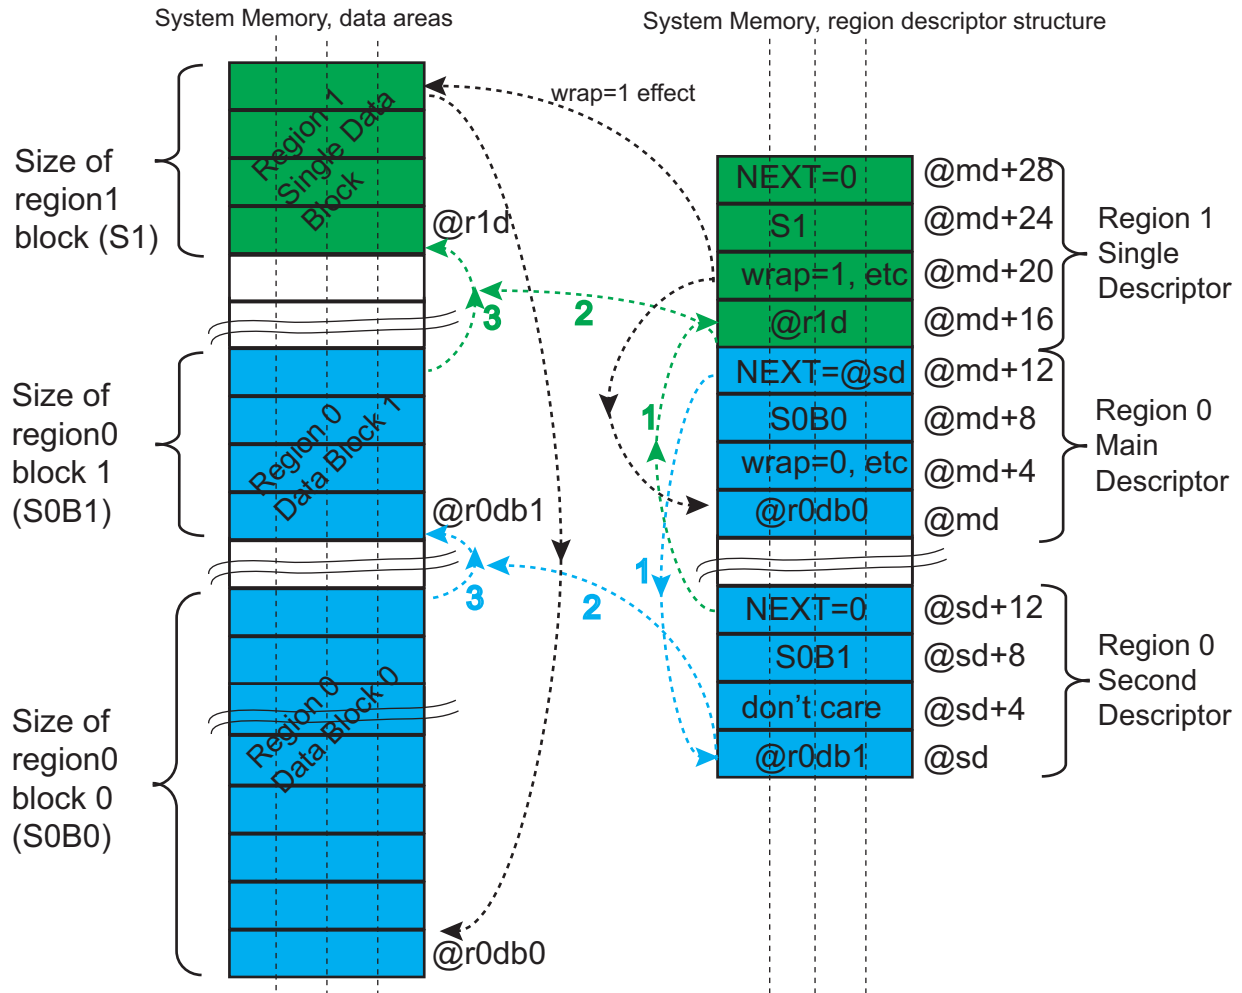 System Memory, data areas
System Memory, region descriptor structure
wrap=1 effect
Size of
region1
block (S1)
Region 1
Single Data
Block
@r1d
3
2
Size of
region0
block 1
(S0B1)
Region 0
Data Block 1
@r0db1
3
2
Size of
region0
block 0
(S0B0)
Region 0
Data Block 0
@r0db0
1
1
NEXT=0
@md+28
S1
@md+24
wrap=1, etc
@md+20
@r1d
@md+16
Region 1
Single
Descriptor
NEXT=@sd
@md+12
S0B0
@md+8
wrap=0, etc
@md+4
@r0db0
@md
Region 0
Main
Descriptor
NEXT=0
@sd+12
S0B1
@sd+8
don't care
@sd+4
@r0db1
@sd
Region 0
Second
Descriptor